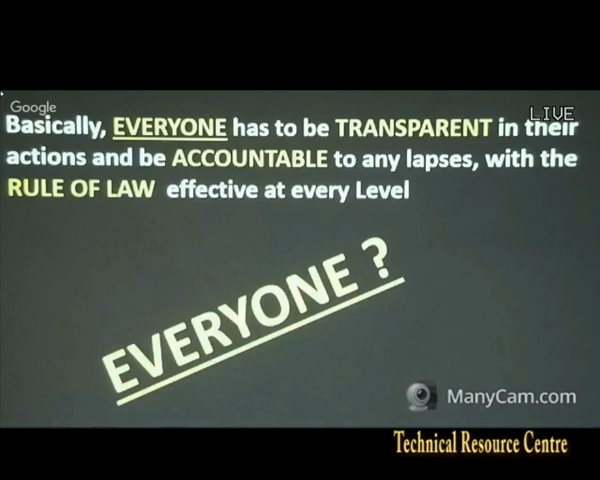 Google
LIVE
Basically, EVERYONE has to be TRANSPARENT in their
actions and be ACCOUNTABLE to any lapses, with the
RULE OF LAW effective at every Level
EVERYONE ?
ManyCam.com
Technical Resource Centre